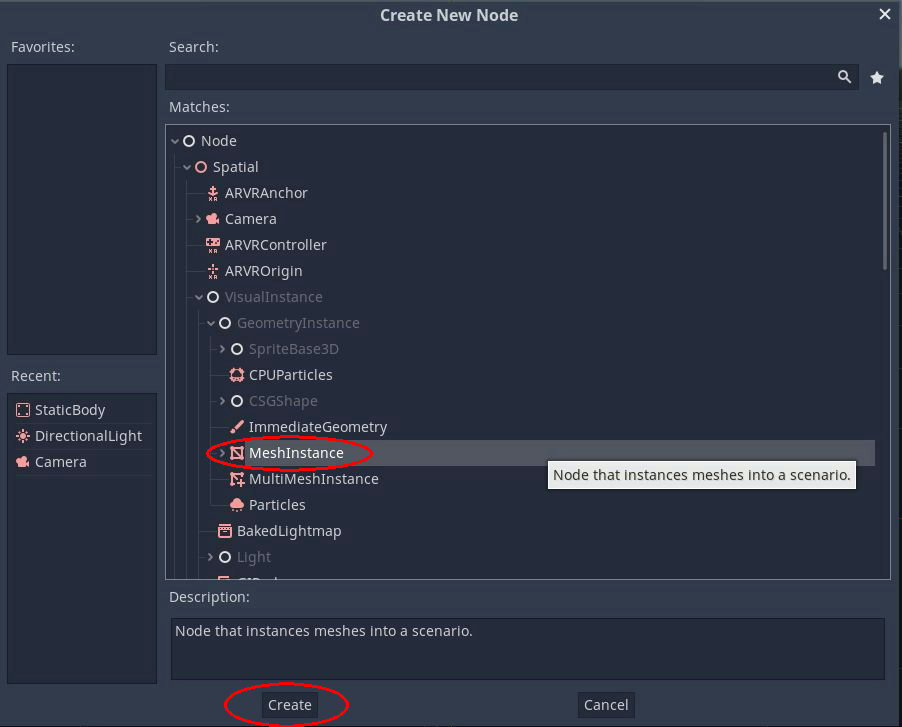 Create New Node
Favorites:
Search:
Matches:
Node
Spatial
ARVRAnchor
Camera
ARVRController
ARVROrigin
VisualInstance
GeometryInstance
SpriteBase3D
CPUParticles
CSGShape
ImmediateGeometry
MeshInstance
Node that instances meshes into a scenario.
MultiMeshInstance
Particles
BakedLightmap
Light
Recent:
StaticBody
DirectionalLight
Camera
Description:
Node that instances meshes into a scenario.
Create
Cancel